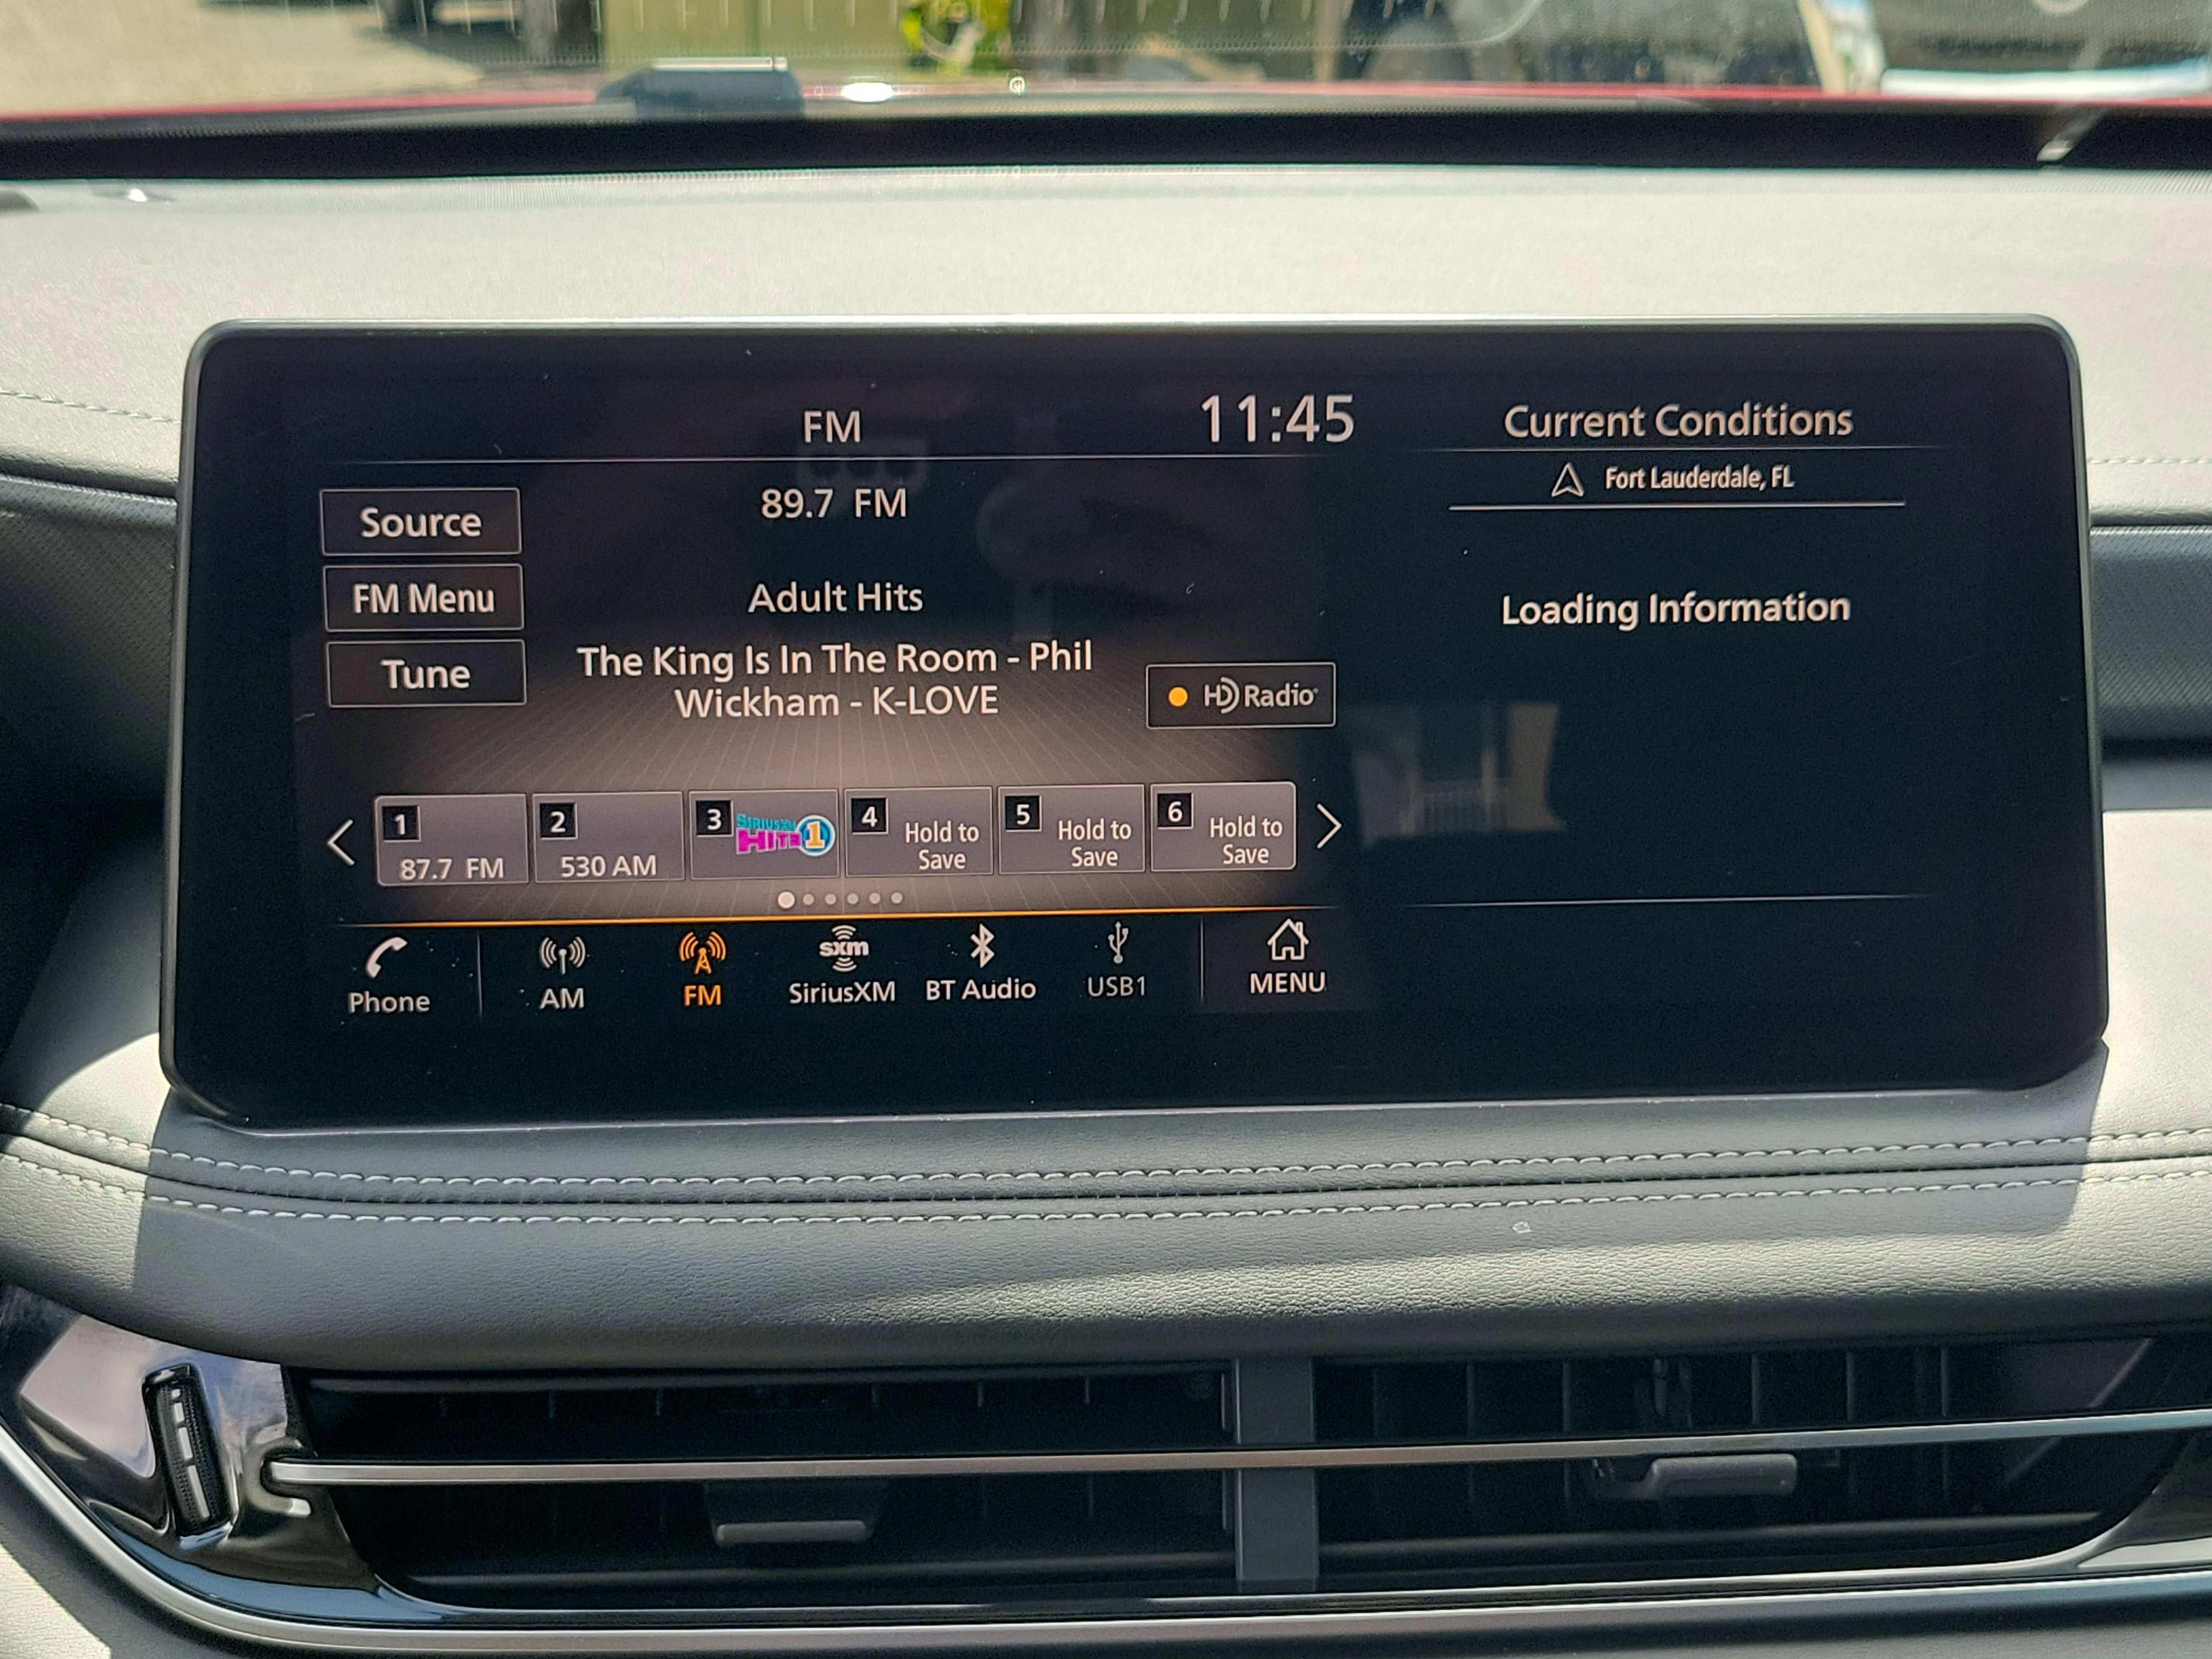 FM
11:45
Source
89.7 FM
FM Menu
Adult Hits
Tune
The King Is In The Room - Phil
Wickham - K-LOVE
HD Radio
1
87.7 FM
2
530 AM
3
SIRIUSXM
HITS 1
4
Hold to
Save
5
Hold to
Save
6
Hold to
Save
Phone
AM
FM
sxm
SiriusXM
BT Audio
USB1
MENU
Current Conditions
Fort Lauderdale, FL
Loading Information